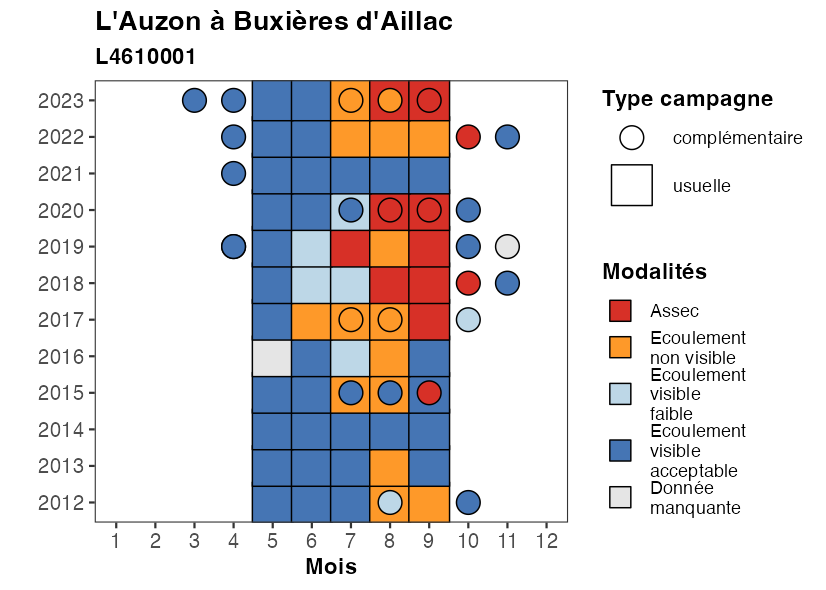 L'Auzon à Buxières d'Aillac
L4610001
2023
2022
2021
2020
2019
2018
2017
2016
2015
2014
2013
2012
1 2 3 4 5 6 7 8 9 10 11 12
Mois
Type campagne
complémentaire
usuelle
Modalités
Assec
Ecoulement
non visible
Ecoulement
visible
faible
Ecoulement
visible
acceptable
Donnée
manquante